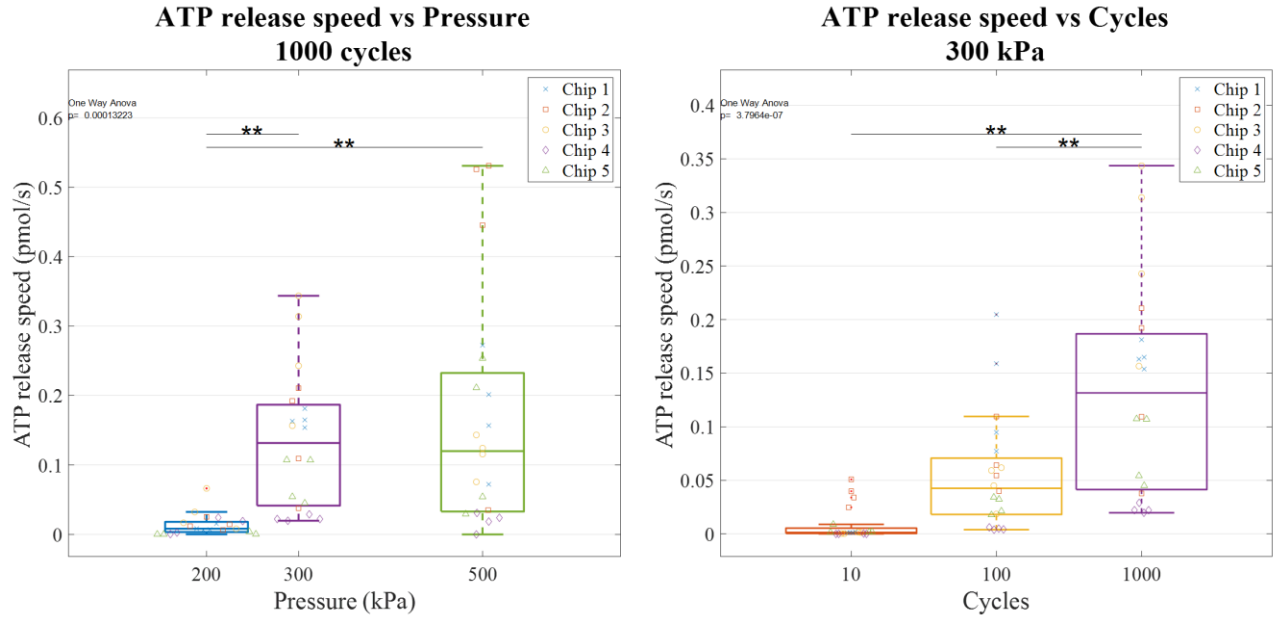 ATP release speed vs Pressure
1000 cycles
One Way Anova
p= 0.00013223
**
**
Chip 1
Chip 2
Chip 3
Chip 4
Chip 5
0.6
0.5
0.4
0.3
0.2
0.1
0
ATP release speed (pmol/s)
200
300
500
Pressure (kPa)
ATP release speed vs Cycles
300 kPa
One Way Anova
p= 3.7964e-07
**
**
Chip 1
Chip 2
Chip 3
Chip 4
Chip 5
0.4
0.35
0.3
0.25
0.2
0.15
0.1
0.05
0
ATP release speed (pmol/s)
10
100
1000
Cycles